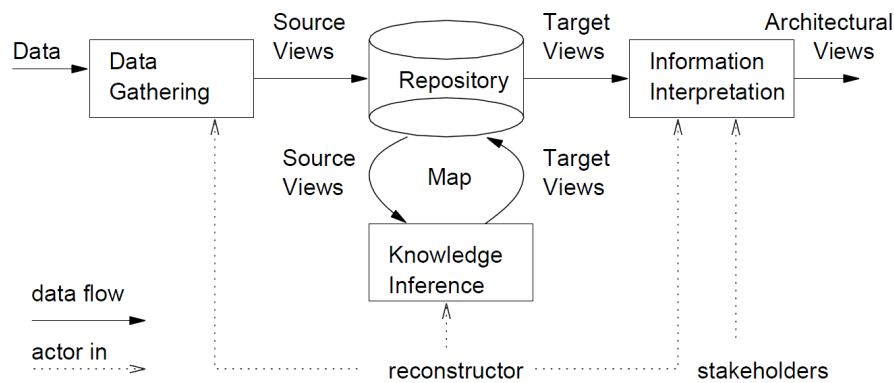 Data
Data
Gathering
Source
Views
Repository
Target
Views
Information
Interpretation
Architectural
Views
Source
Views
Map
Target
Views
Knowledge
Inference
data flow
actor in
reconstructor
stakeholders